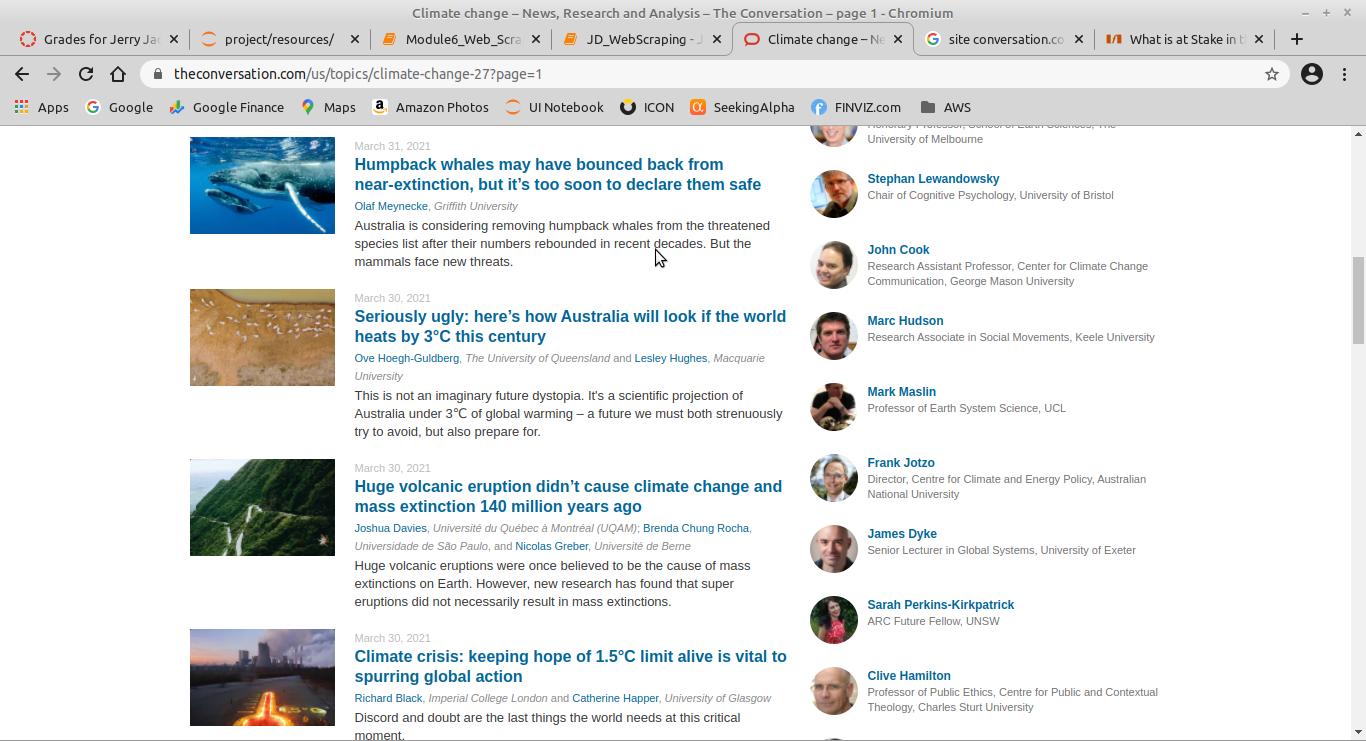 Climate change – News, Research and Analysis – The Conversation – page 1 - Chromium
Grades for Jerry Ja
project/resources/
Module6_Web_Scra
JD_WebScraping - J
Climate change – Ne
site conversation.co
What is at Stake in t
theconversation.com/us/topics/climate-change-27?page=1
Apps
Google
Google Finance
Maps
Amazon Photos
UI Notebook
ICON
SeekingAlpha
FINVIZ.com
AWS
March 31, 2021
Humpback whales may have bounced back from
near-extinction, but it’s too soon to declare them safe
Olaf Meynecke, Griffith University
Australia is considering removing humpback whales from the threatened
species list after their numbers rebounded in recent decades. But the
mammals face new threats.
March 30, 2021
Seriously ugly: here’s how Australia will look if the world
heats by 3°C this century
Ove Hoegh-Guldberg, The University of Queensland and Lesley Hughes, Macquarie
University
This is not an imaginary future dystopia. It's a scientific projection of
Australia under 3℃ of global warming – a future we must both strenuously
try to avoid, but also prepare for.
March 30, 2021
Huge volcanic eruption didn’t cause climate change and
mass extinction 140 million years ago
Joshua Davies, Université du Québec à Montréal (UQAM); Brenda Chung Rocha,
Universidade de São Paulo, and Nicolas Greber, Université de Berne
Huge volcanic eruptions were once believed to be the cause of mass
extinctions on Earth. However, new research has found that super
eruptions did not necessarily result in mass extinctions.
March 30, 2021
Climate crisis: keeping hope of 1.5°C limit alive is vital to
spurring global action
Richard Black, Imperial College London and Catherine Happer, University of Glasgow
Discord and doubt are the last things the world needs at this critical
moment.
Honorary Professor, School of Earth Sciences, The
University of Melbourne
Stephan Lewandowsky
Chair of Cognitive Psychology, University of Bristol
John Cook
Research Assistant Professor, Center for Climate Change
Communication, George Mason University
Marc Hudson
Research Associate in Social Movements, Keele University
Mark Maslin
Professor of Earth System Science, UCL
Frank Jotzo
Director, Centre for Climate and Energy Policy, Australian
National University
James Dyke
Senior Lecturer in Global Systems, University of Exeter
Sarah Perkins-Kirkpatrick
ARC Future Fellow, UNSW
Clive Hamilton
Professor of Public Ethics, Centre for Public and Contextual
Theology, Charles Sturt University